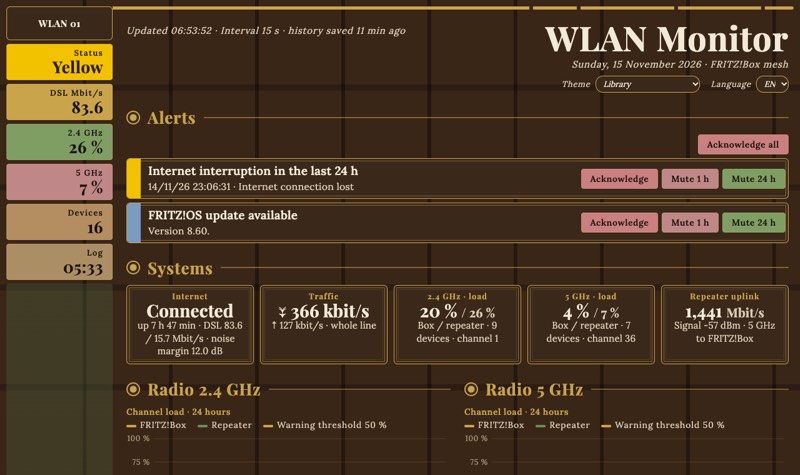 WLAN 01
Status
Yellow
DSL Mbit/s
83.6
2.4 GHz
26 %
5 GHz
7 %
Devices
16
Log
05:33
Updated 06:53:52 · Interval 15 s · history saved 11 min ago
WLAN Monitor
Sunday, 15 November 2026 · FRITZ!Box mesh
Theme Library Language EN
Alerts
Acknowledge all
Internet interruption in the last 24 h
14/11/26 23:06:31 · Internet connection lost
Acknowledge Mute 1 h Mute 24 h
FRITZ!OS update available
Version 8.60.
Acknowledge Mute 1 h Mute 24 h
Systems
Internet
Connected
up 7 h 47 min · DSL 83.6
/ 15.7 Mbit/s · noise
margin 12.0 dB
Traffic
366 kbit/s
↑ 127 kbit/s · whole line
2.4 GHz · load
20 % / 26 %
Box / repeater · 9
devices · channel 1
5 GHz · load
4 % / 7 %
Box / repeater · 7
devices · channel 36
Repeater uplink
1,441 Mbit/s
Signal -57 dBm · 5 GHz
to FRITZ!Box
Radio 2.4 GHz
Channel load · 24 hours
FRITZ!Box Repeater Warning threshold 50 %
100 %
75 %
Radio 5 GHz
Channel load · 24 hours
FRITZ!Box Repeater Warning threshold 50 %
100 %
75 %